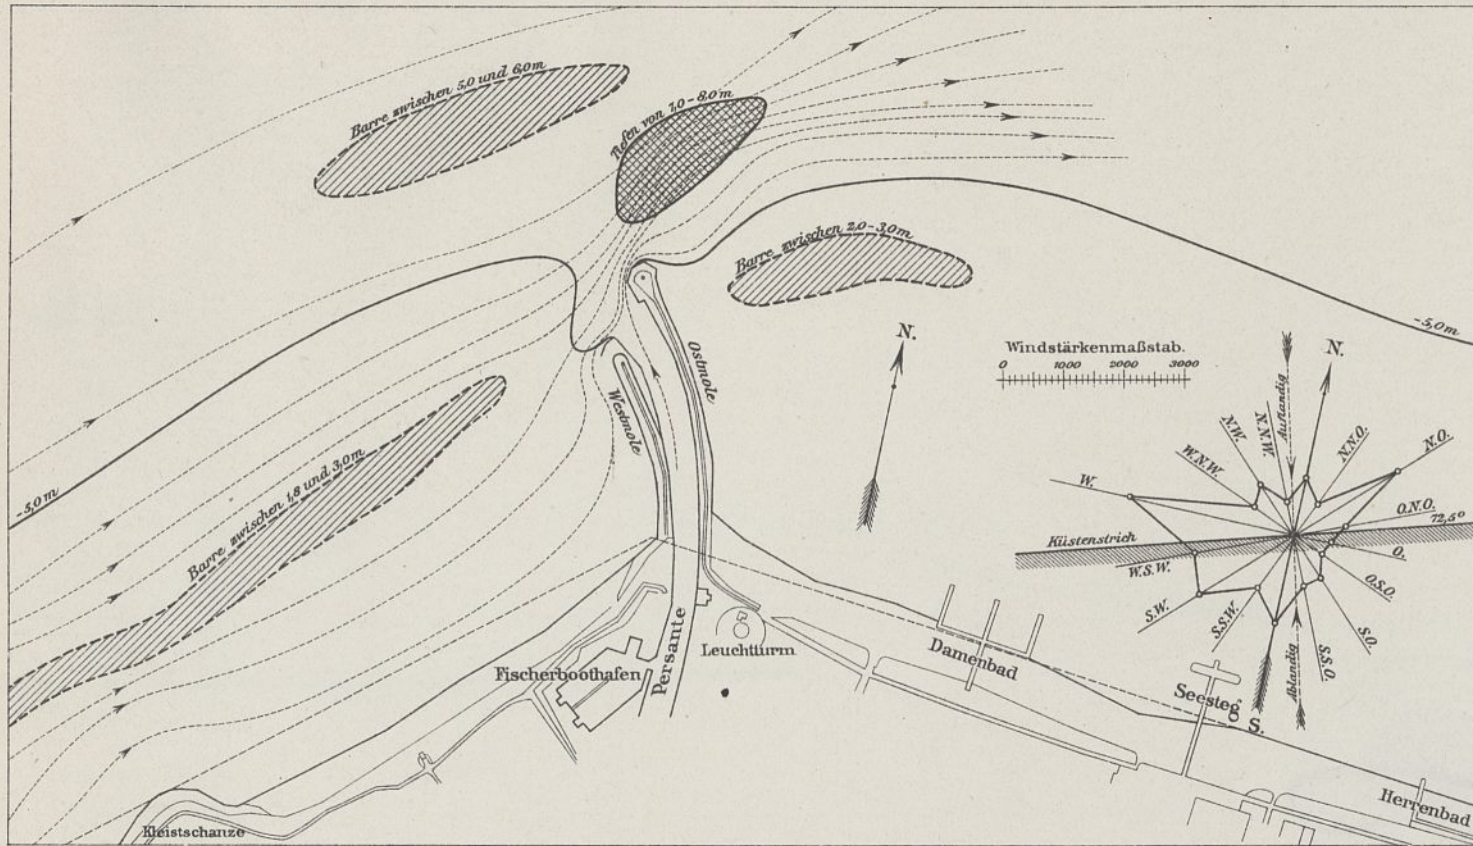 Barre zwischen 5,0 und 6,0 m
Tiefen von 7,0-8,0 m
Barre zwischen 2,0-3,0 m
-5,0 m
N.
Windstärkenmaßstab.
0 1000 2000 3000
Ostmole
Westmole
-5,0 m
Barre zwischen 1,8 und 3,0 m
N.
Auflandig
N.W.
N.N.W.
N.N.O.
N.O.
W.N.W.
W.
O.N.O.
72,5°
Küstenstrich
O.
W.S.W.
O.S.O.
S.W.
S.S.W.
S.O.
S.S.O.
Ablandig
S.
Persante
Leuchtturm
Fischerboothafen
Damenbad
Seesteg.
Herrenbad
Kleistschanze